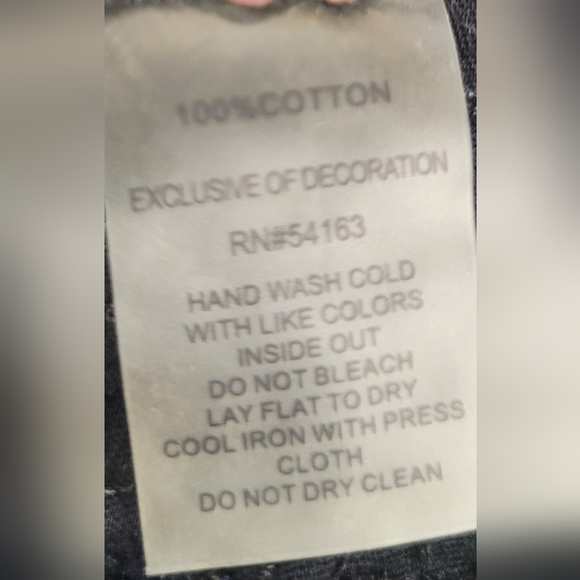 100%COTTON
EXCLUSIVE OF DECORATION
RN#54163
HAND WASH COLD
WITH LIKE COLORS
INSIDE OUT
DO NOT BLEACH
LAY FLAT TO DRY
COOL IRON WITH PRESS
CLOTH
DO NOT DRY CLEAN